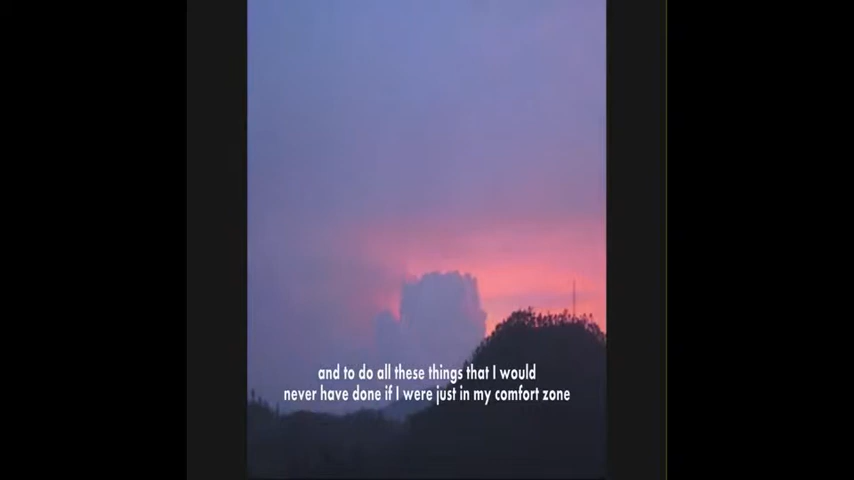 and to do all these things that I would
never have done if I were just in my comfort zone